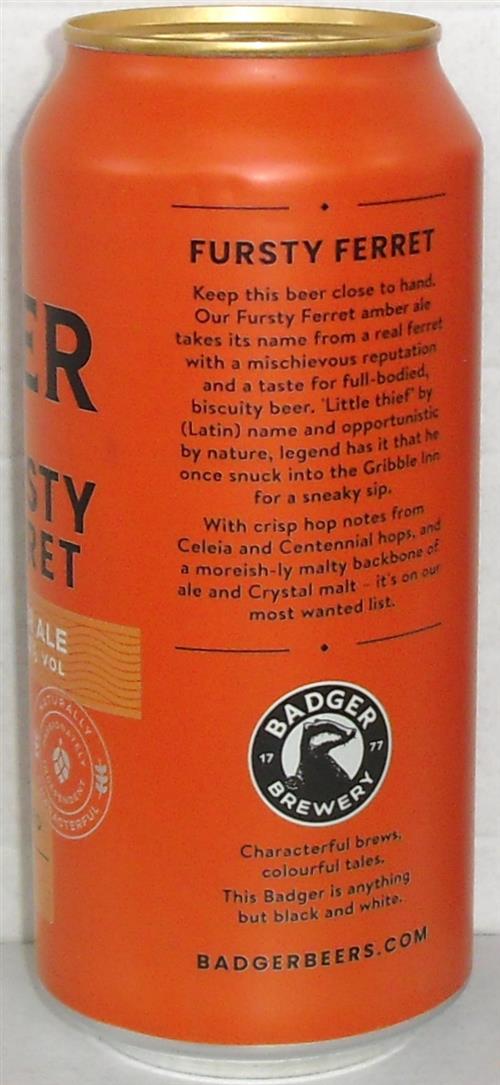 FURSTY FERRET
Keep this beer close to hand.
Our Fursty Ferret amber ale
takes its name from a real ferret
with a mischievous reputation
and a taste for full-bodied,
biscuity beer. 'Little thief' by
(Latin) name and opportunistic
by nature, legend has it that he
once snuck into the Gribble Inn
for a sneaky sip.
With crisp hop notes from
Celeia and Centennial hops, and
a moreish-ly malty backbone of
ale and Crystal malt – it's on our
most wanted list.
BADGER
17 77
BREWERY
Characterful brews,
colourful tales.
This Badger is anything
but black and white.
BADGERBEERS.COM
ER
STY
RET
ALE
VOL
NATURALLY
INDEPENDENT